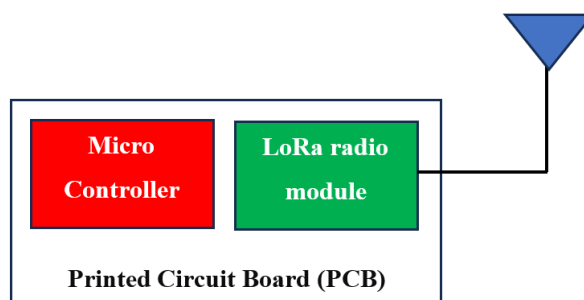 Micro
Controller
LoRa radio
module
Printed Circuit Board (PCB)